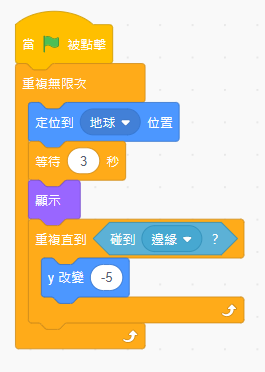 當 被點擊
重複無限次
定位到 地球 位置
等待 3 秒
顯示
重複直到 碰到 邊緣 ?
y 改變 -5